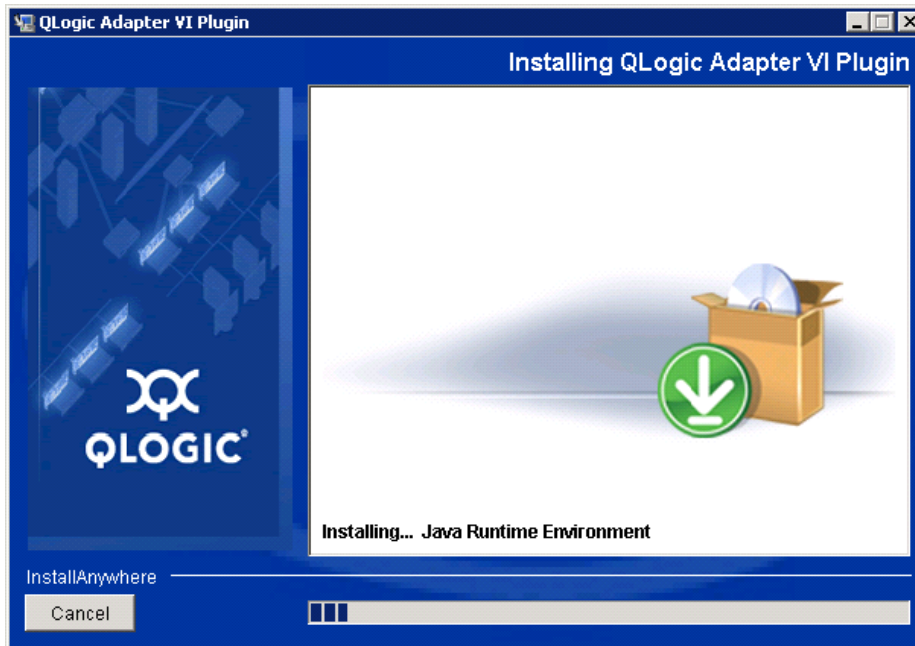 QLogic Adapter VI Plugin
Installing QLogic Adapter VI Plugin
QLOGIC®
Installing... Java Runtime Environment
InstallAnywhere
Cancel